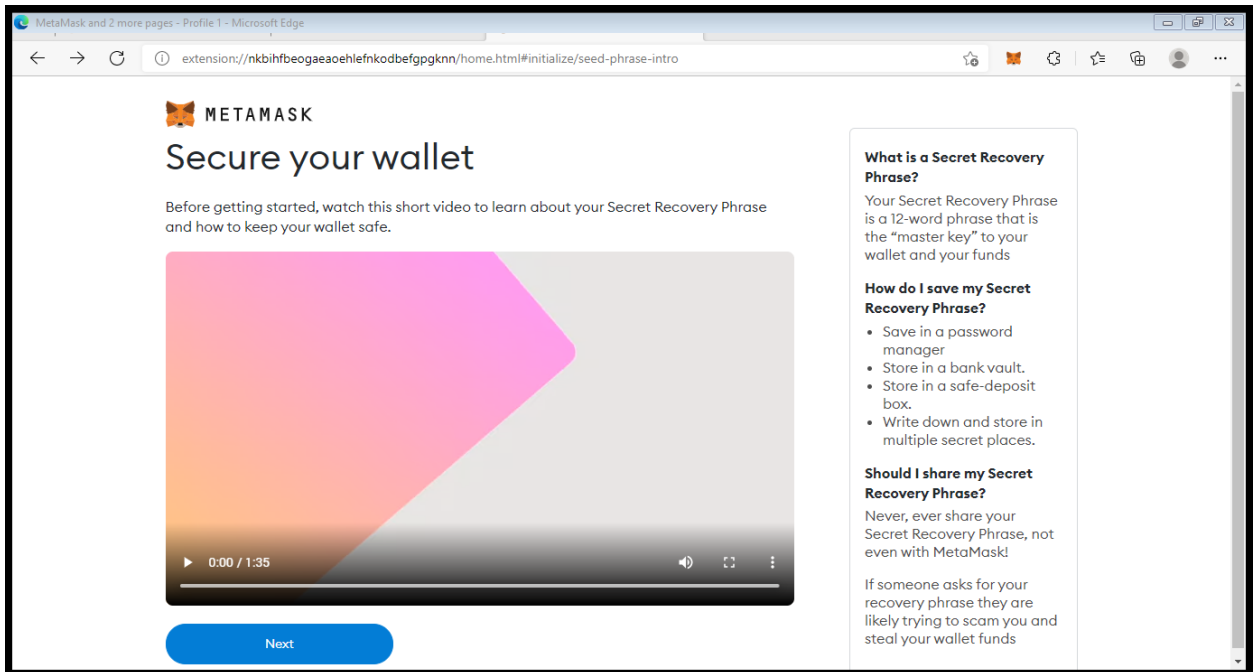 MetaMask and 2 more pages - Profile 1 - Microsoft Edge
extension://nkbihfbeogaeaoehlefnkodbefgpgknn/home.html#initialize/seed-phrase-intro
METAMASK
Secure your wallet
Before getting started, watch this short video to learn about your Secret Recovery Phrase
and how to keep your wallet safe.
0:00 / 1:35
Next
What is a Secret Recovery
Phrase?
Your Secret Recovery Phrase
is a 12-word phrase that is
the “master key” to your
wallet and your funds
How do I save my Secret
Recovery Phrase?
• Save in a password
manager
• Store in a bank vault.
• Store in a safe-deposit
box.
• Write down and store in
multiple secret places.
Should I share my Secret
Recovery Phrase?
Never, ever share your
Secret Recovery Phrase, not
even with MetaMask!
If someone asks for your
recovery phrase they are
likely trying to scam you and
steal your wallet funds